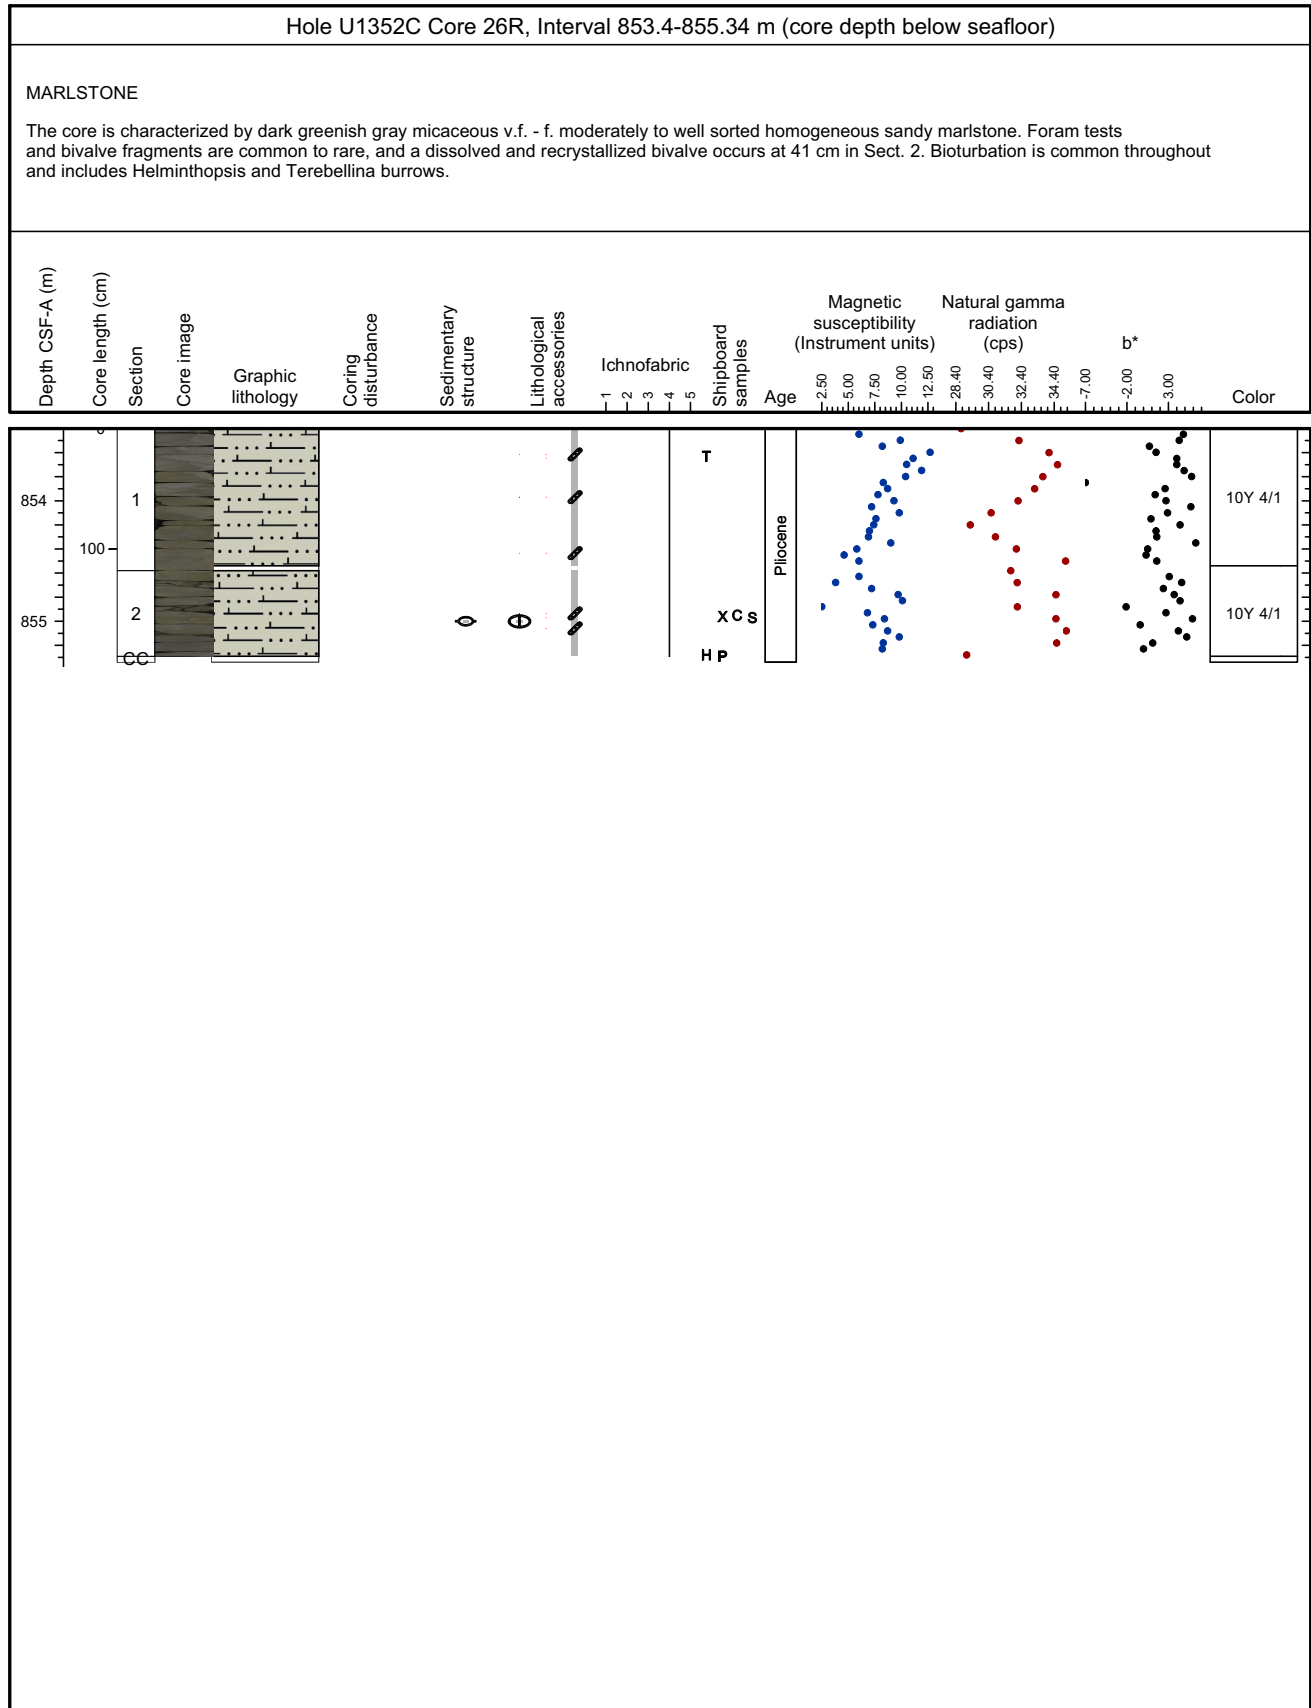 Hole U1352C Core 26R, Interval 853.4-855.34 m (core depth below seafloor)
MARLSTONE
The core is characterized by dark greenish gray micaceous v.f. - f. moderately to well sorted homogeneous sandy marlstone. Foram tests
and bivalve fragments are common to rare, and a dissolved and recrystallized bivalve occurs at 41 cm in Sect. 2. Bioturbation is common throughout
and includes Helminthopsis and Terebellina burrows.
Depth CSF-A (m)
Core length (cm)
Section
Core image
Graphic
lithology
Coring
disturbance
Sedimentary
structure
Lithological
accessories
Ichnofabric
1 2 3 4 5
Shipboard
samples
Age
Magnetic
susceptibility
(Instrument units)
2.50 5.00 7.50 10.00 12.50
Natural gamma
radiation
(cps)
28.40 30.40 32.40 34.40
b*
-7.00 -2.00 3.00
Color
0
T
854
1
10Y 4/1
100
Pliocene
2
10Y 4/1
855
X C S
H P
CC